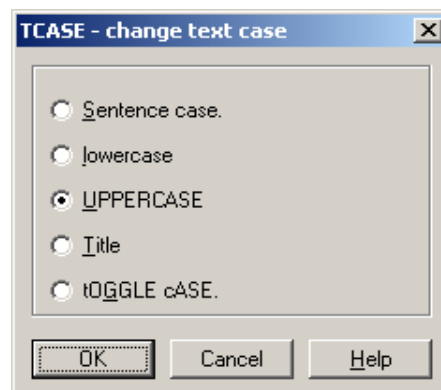 TCASE - change text case
Sentence case.
lowercase
UPPERCASE
Title
tOGGLE cASE.
OK Cancel Help